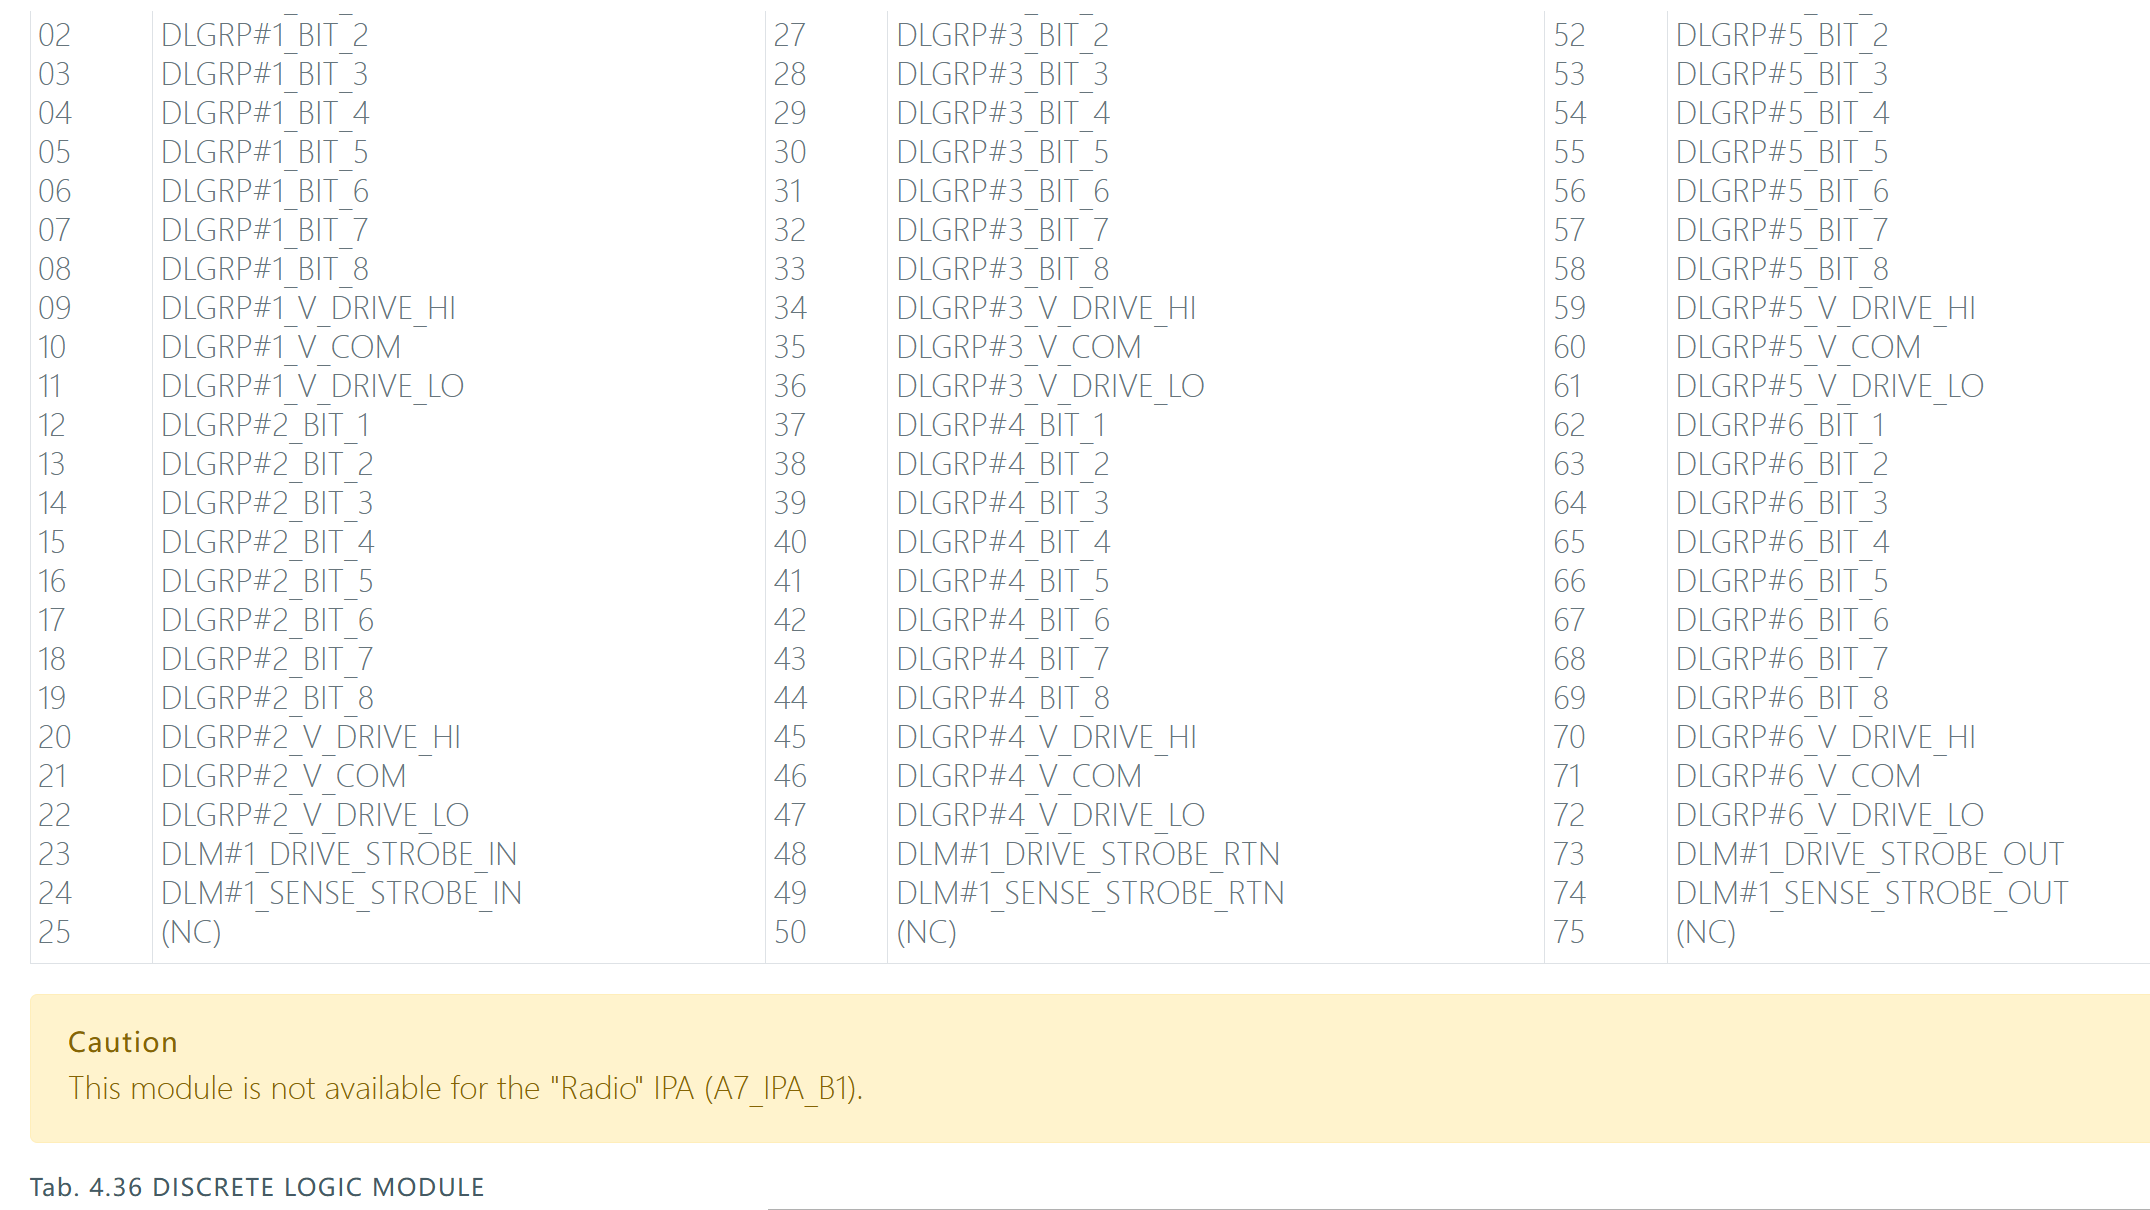 02 DLGRP#1_BIT_2 27 DLGRP#3_BIT_2 52 DLGRP#5_BIT_2
03 DLGRP#1_BIT_3 28 DLGRP#3_BIT_3 53 DLGRP#5_BIT_3
04 DLGRP#1_BIT_4 29 DLGRP#3_BIT_4 54 DLGRP#5_BIT_4
05 DLGRP#1_BIT_5 30 DLGRP#3_BIT_5 55 DLGRP#5_BIT_5
06 DLGRP#1_BIT_6 31 DLGRP#3_BIT_6 56 DLGRP#5_BIT_6
07 DLGRP#1_BIT_7 32 DLGRP#3_BIT_7 57 DLGRP#5_BIT_7
08 DLGRP#1_BIT_8 33 DLGRP#3_BIT_8 58 DLGRP#5_BIT_8
09 DLGRP#1_V_DRIVE_HI 34 DLGRP#3_V_DRIVE_HI 59 DLGRP#5_V_DRIVE_HI
10 DLGRP#1_V_COM 35 DLGRP#3_V_COM 60 DLGRP#5_V_COM
11 DLGRP#1_V_DRIVE_LO 36 DLGRP#3_V_DRIVE_LO 61 DLGRP#5_V_DRIVE_LO
12 DLGRP#2_BIT_1 37 DLGRP#4_BIT_1 62 DLGRP#6_BIT_1
13 DLGRP#2_BIT_2 38 DLGRP#4_BIT_2 63 DLGRP#6_BIT_2
14 DLGRP#2_BIT_3 39 DLGRP#4_BIT_3 64 DLGRP#6_BIT_3
15 DLGRP#2_BIT_4 40 DLGRP#4_BIT_4 65 DLGRP#6_BIT_4
16 DLGRP#2_BIT_5 41 DLGRP#4_BIT_5 66 DLGRP#6_BIT_5
17 DLGRP#2_BIT_6 42 DLGRP#4_BIT_6 67 DLGRP#6_BIT_6
18 DLGRP#2_BIT_7 43 DLGRP#4_BIT_7 68 DLGRP#6_BIT_7
19 DLGRP#2_BIT_8 44 DLGRP#4_BIT_8 69 DLGRP#6_BIT_8
20 DLGRP#2_V_DRIVE_HI 45 DLGRP#4_V_DRIVE_HI 70 DLGRP#6_V_DRIVE_HI
21 DLGRP#2_V_COM 46 DLGRP#4_V_COM 71 DLGRP#6_V_COM
22 DLGRP#2_V_DRIVE_LO 47 DLGRP#4_V_DRIVE_LO 72 DLGRP#6_V_DRIVE_LO
23 DLM#1_DRIVE_STROBE_IN 48 DLM#1_DRIVE_STROBE_RTN 73 DLM#1_DRIVE_STROBE_OUT
24 DLM#1_SENSE_STROBE_IN 49 DLM#1_SENSE_STROBE_RTN 74 DLM#1_SENSE_STROBE_OUT
25 (NC) 50 (NC) 75 (NC)
Caution
This module is not available for the "Radio" IPA (A7_IPA_B1).
Tab. 4.36 DISCRETE LOGIC MODULE